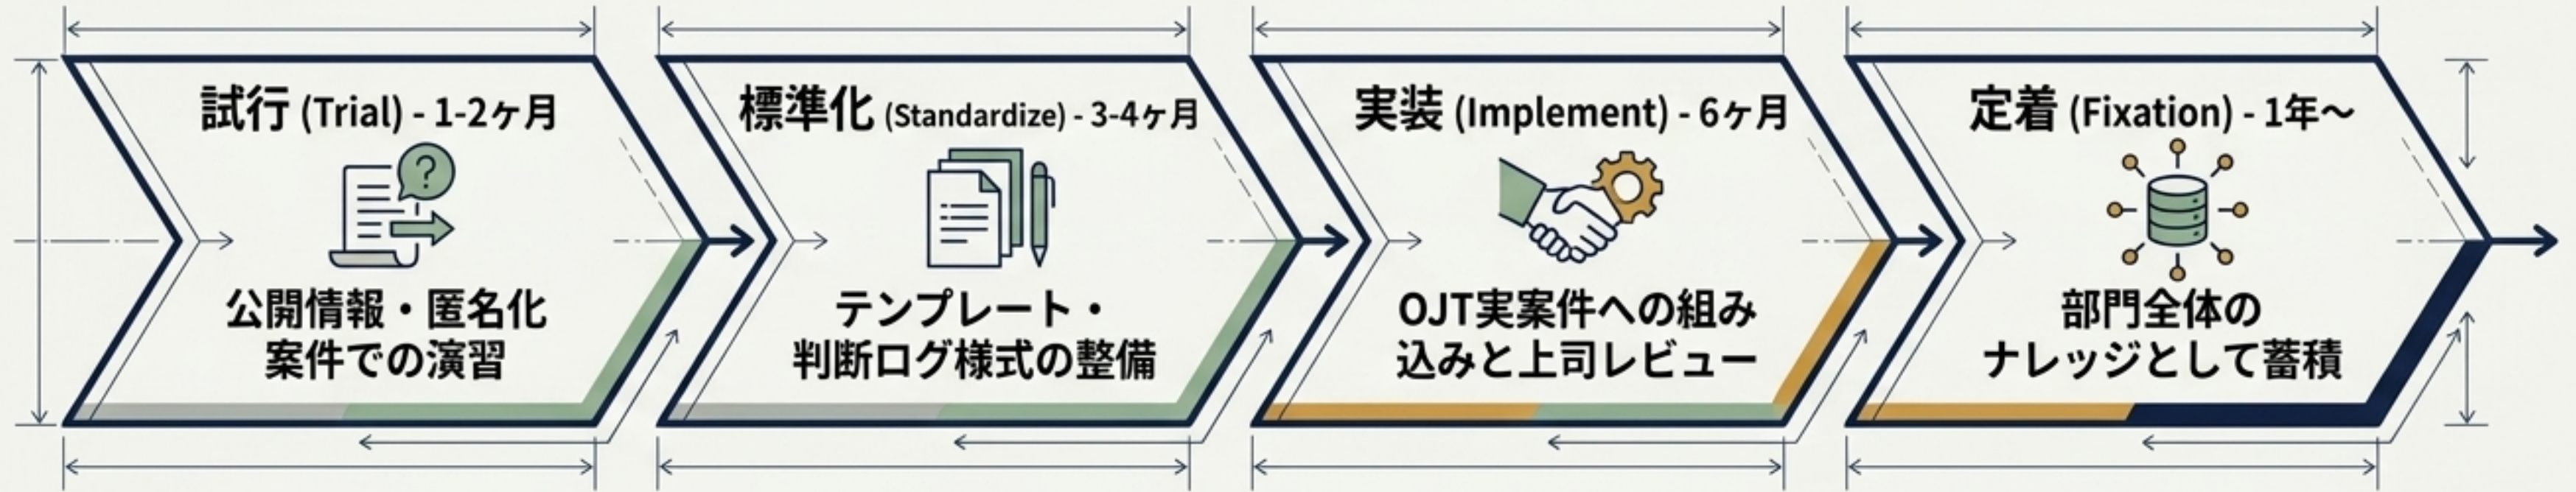 試行 (Trial) - 1-2ヶ月
?
公開情報・匿名化
案件での演習
標準化 (Standardize) - 3-4ヶ月
テンプレート・
判断ログ様式の整備
実装 (Implement) - 6ヶ月
OJT実案件への組み
込みと上司レビュー
定着 (Fixation) - 1年～
部門全体の
ナレッジとして蓄積